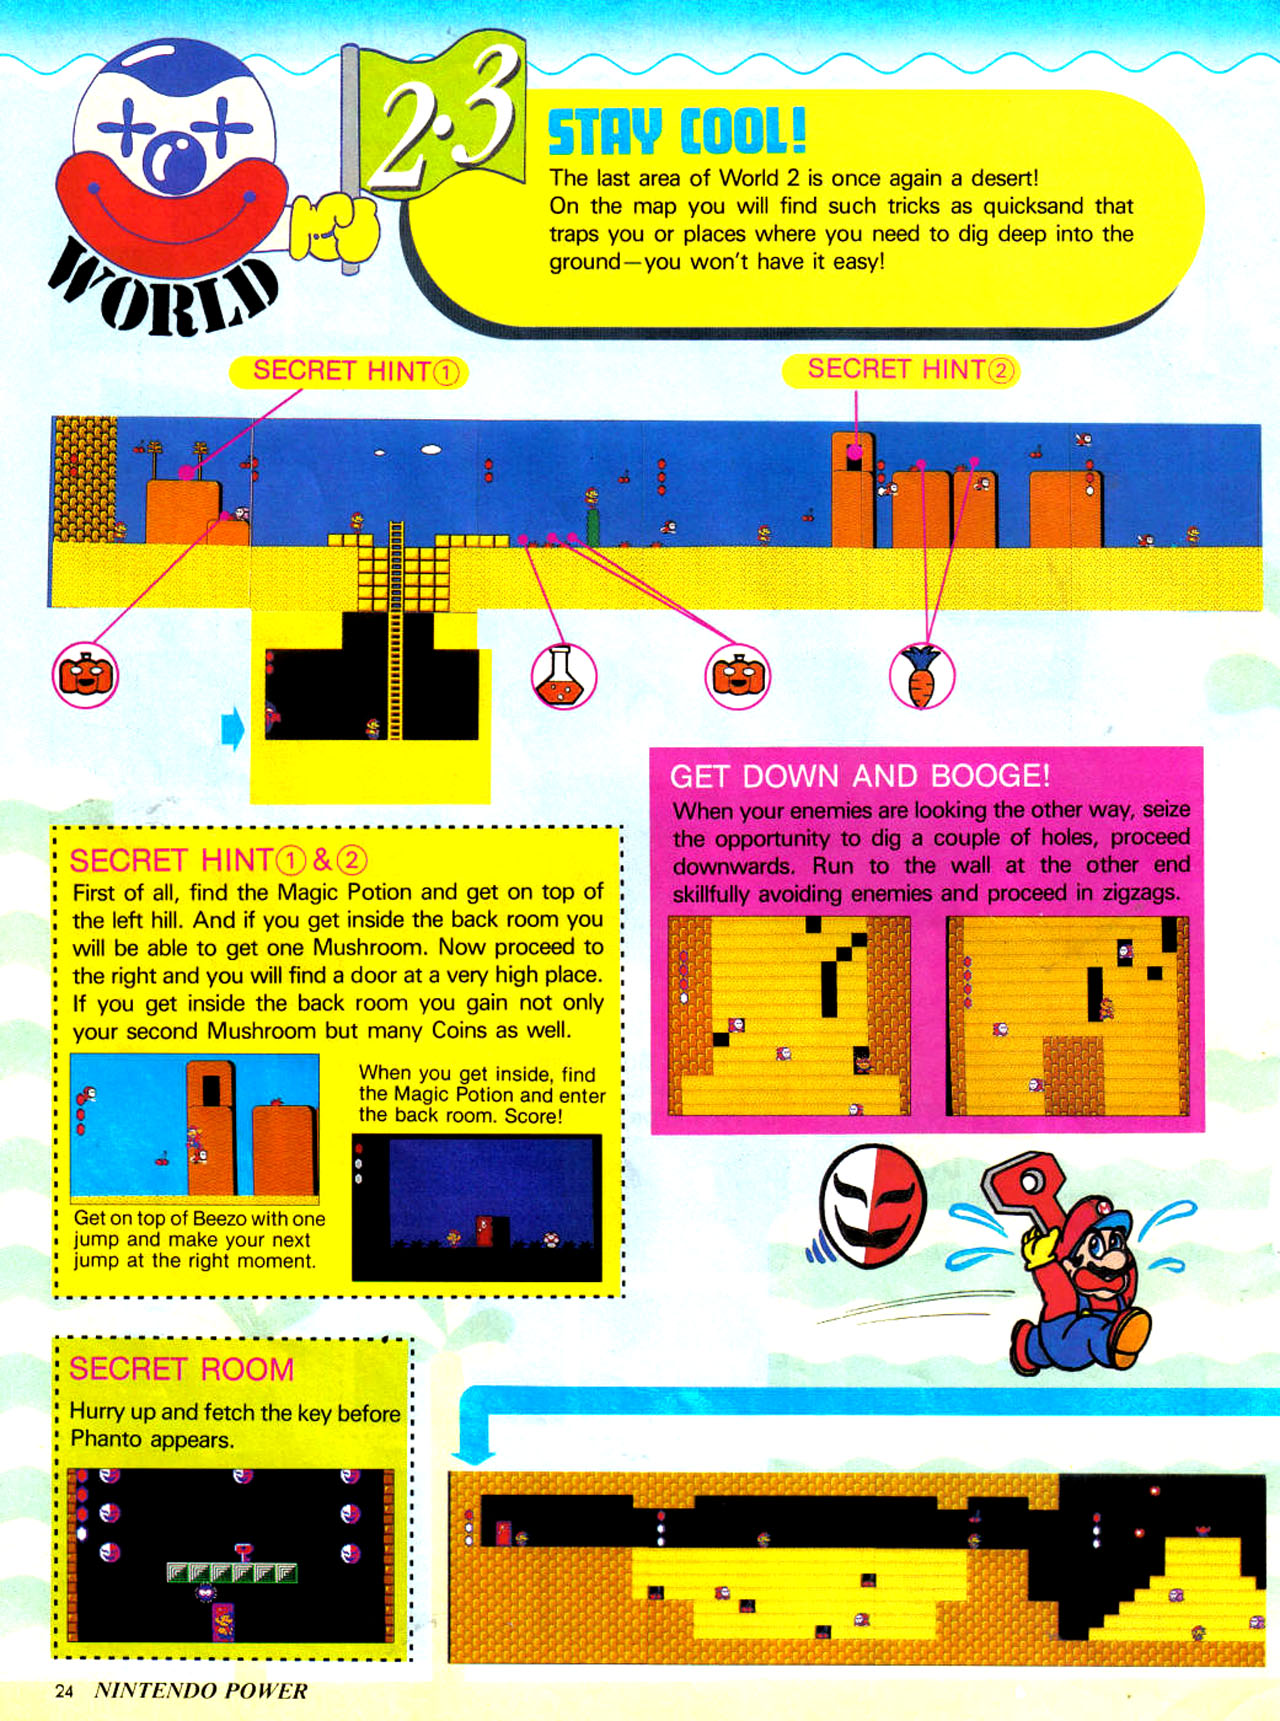 WORLD
2·3
STAY COOL!
The last area of World 2 is once again a desert!
On the map you will find such tricks as quicksand that
traps you or places where you need to dig deep into the
ground—you won't have it easy!
SECRET HINT①
SECRET HINT②
GET DOWN AND BOOGE!
When your enemies are looking the other way, seize
the opportunity to dig a couple of holes, proceed
downwards. Run to the wall at the other end
skillfully avoiding enemies and proceed in zigzags.
SECRET HINT①&②
First of all, find the Magic Potion and get on top of
the left hill. And if you get inside the back room you
will be able to get one Mushroom. Now proceed to
the right and you will find a door at a very high place.
If you get inside the back room you gain not only
your second Mushroom but many Coins as well.
When you get inside, find
the Magic Potion and enter
the back room. Score!
Get on top of Beezo with one
jump and make your next
jump at the right moment.
M
SECRET ROOM
Hurry up and fetch the key before
Phanto appears.
24 NINTENDO POWER